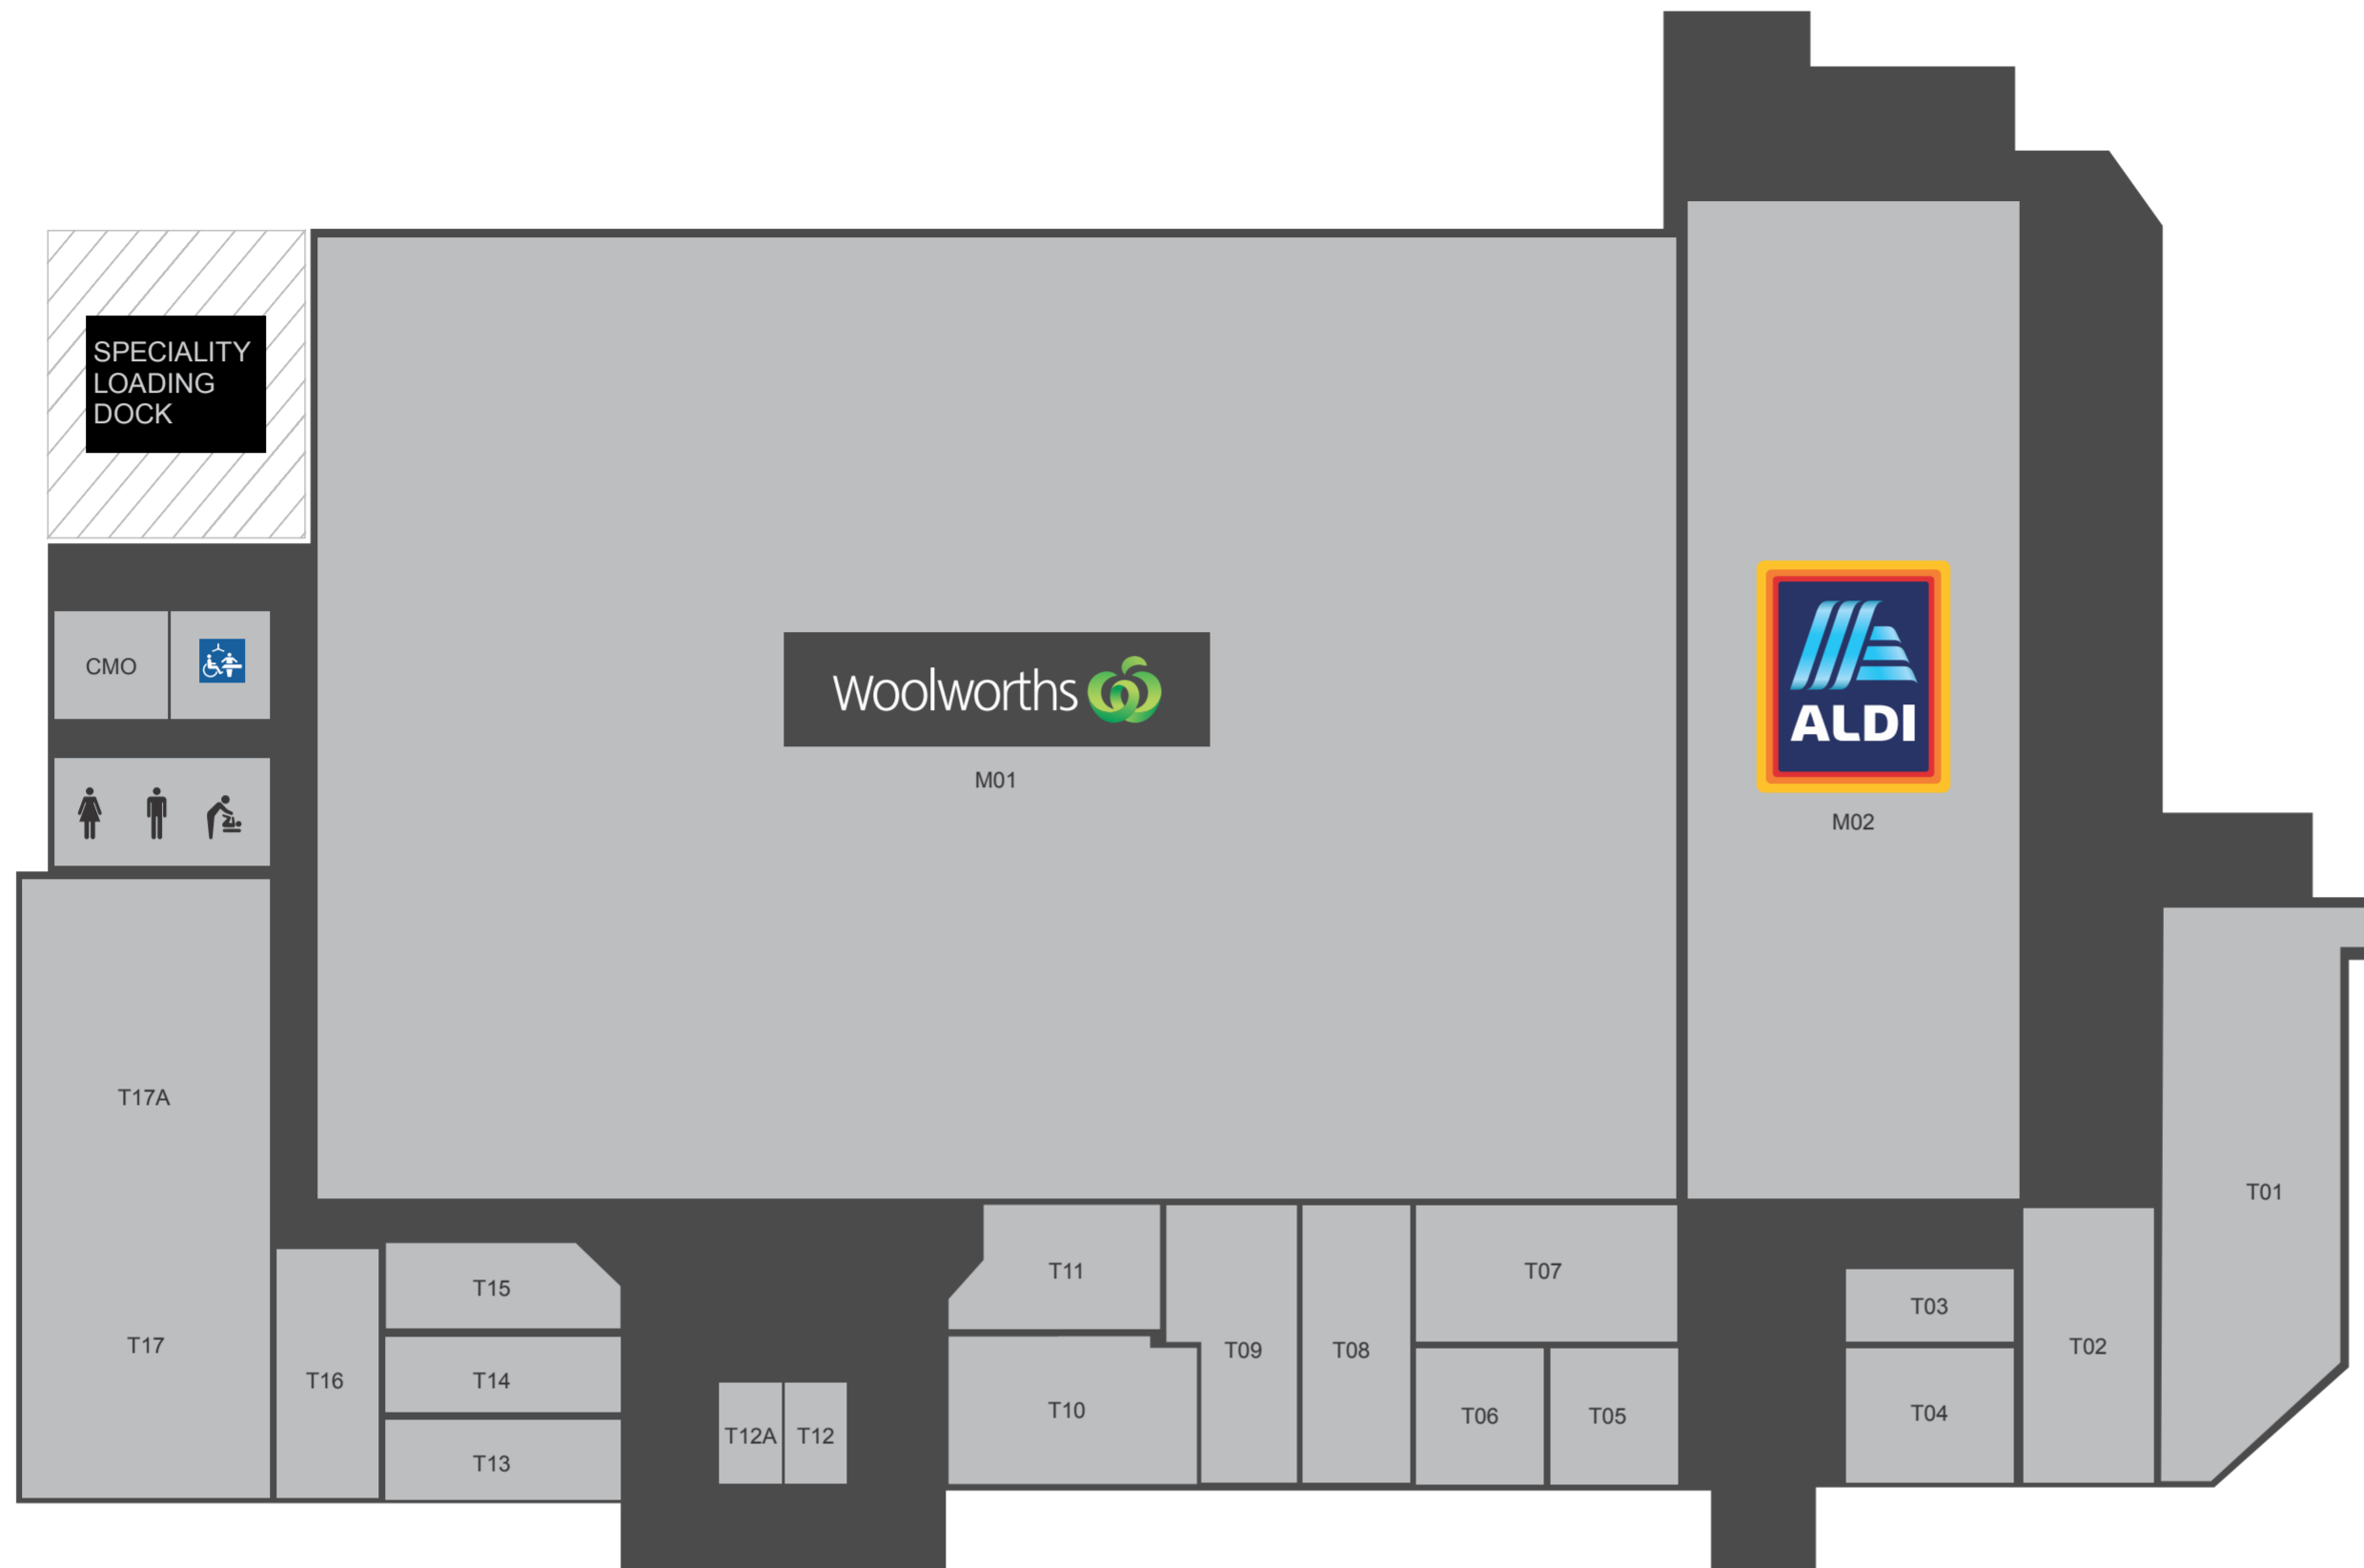 SPECIALITY
LOADING
DOCK
CMO
Woolworths
M01
ALDI
M02
T17A
T17
T16
T15
T14
T13
T12A
T12
T11
T10
T09
T08
T07
T06
T05
T03
T04
T02
T01